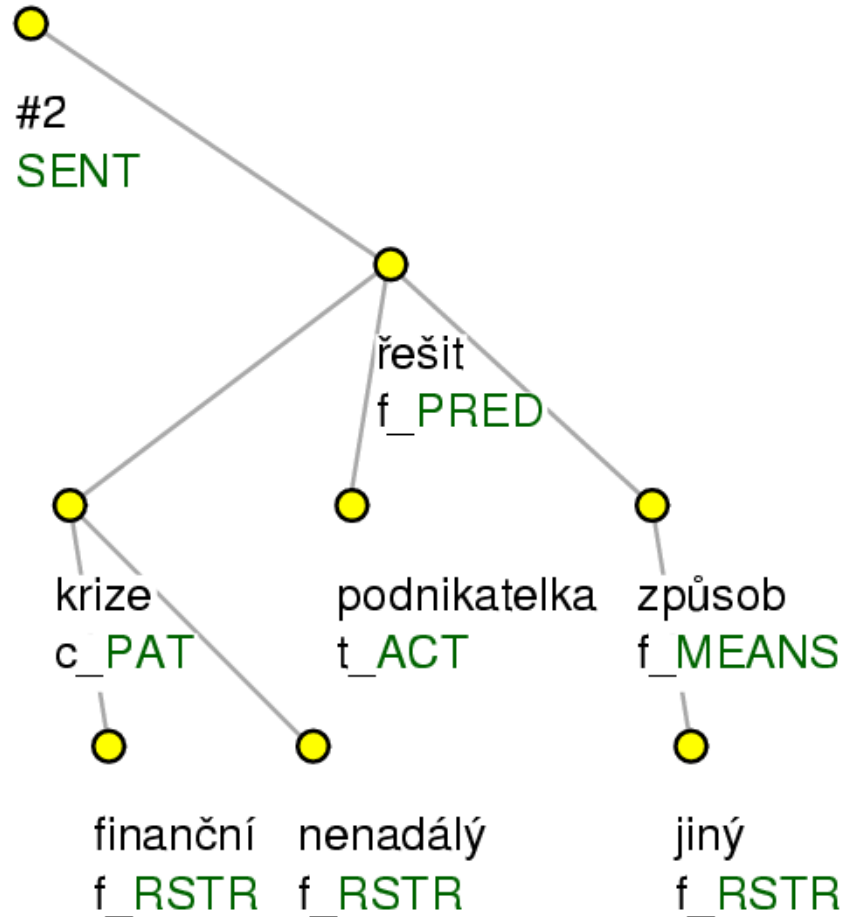 #2
SENT
řešit
f_PRED
krize podnikatelka způsob
c_PAT t_ACT f_MEANS
finanční nenadálý jiný
f_RSTR f_RSTR f_RSTR